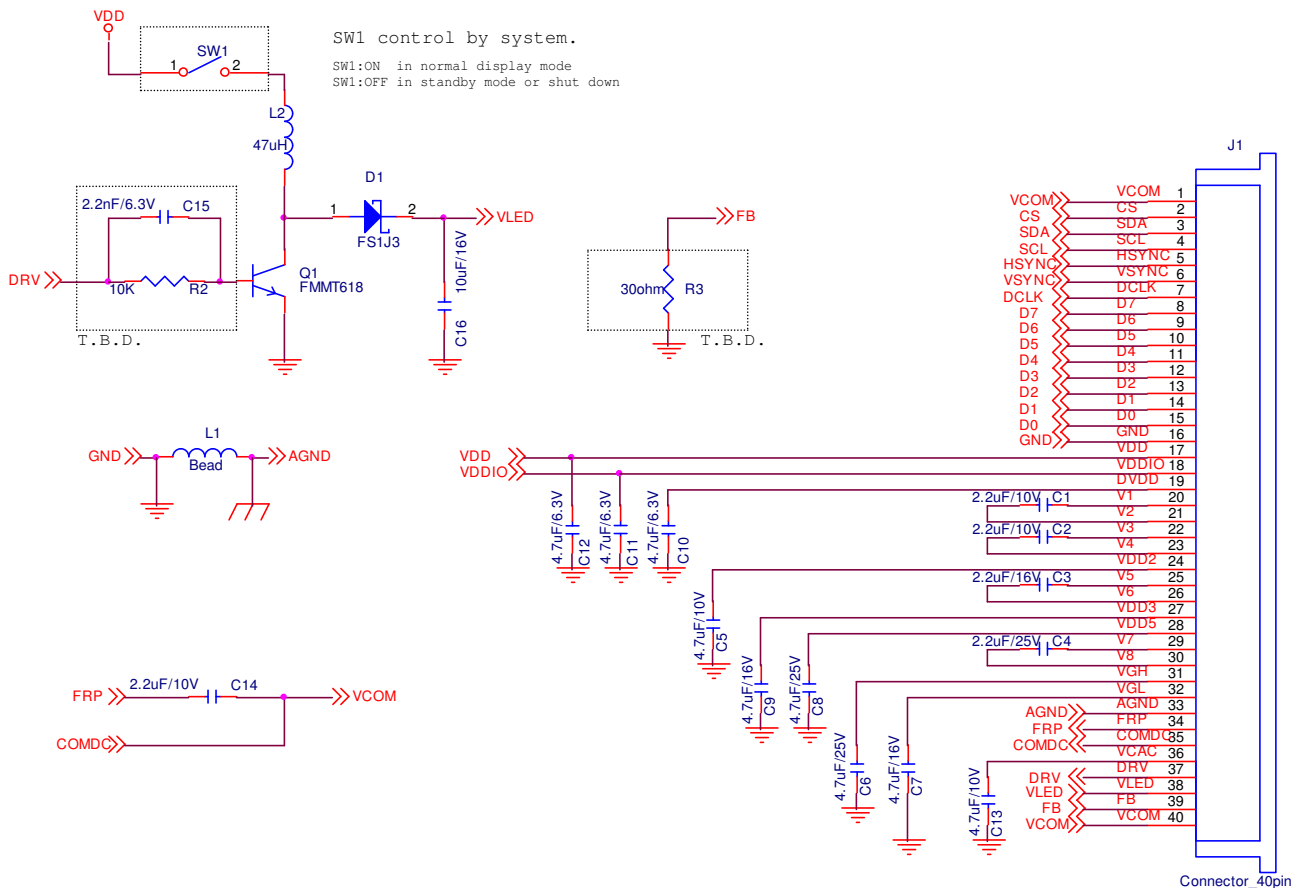 VDD
SW1
1 2
SW1 control by system.
SW1:ON in normal display mode
SW1:OFF in standby mode or shut down
L2
47uH
D1
1 2
FS1J3
VLED
2.2nF/6.3V C15
DRV
10K R2
Q1
FMMT618
T.B.D.
10uF/16V
C16
FB
30ohm R3
T.B.D.
GND
L1
Bead
AGND
FRP
2.2uF/10V C14
VCOM
COMDC
VDD
VDDIO
4.7uF/6.3V C12
4.7uF/6.3V C11
4.7uF/6.3V C10
4.7uF/10V C5
4.7uF/16V C9
4.7uF/25V C8
4.7uF/25V C6
4.7uF/16V C7
4.7uF/10V C13
2.2uF/10V C1
2.2uF/10V C2
2.2uF/16V C3
2.2uF/25V C4
J1
VCOM VCOM 1
CS CS 2
SDA SDA 3
SCL SCL 4
HSYNC HSYNC 5
VSYNC VSYNC 6
DCLK DCLK 7
D7 D7 8
D6 D6 9
D5 D5 10
D4 D4 11
D3 D3 12
D2 D2 13
D1 D1 14
D0 D0 15
GND GND 16
VDD 17
VDDIO 18
DVDD 19
V1 20
V2 21
V3 22
V4 23
VDD2 24
V5 25
V6 26
VDD3 27
VDD5 28
V7 29
V8 30
VGH 31
VGL 32
AGND AGND 33
FRP FRP 34
COMDC COMDC 35
VCAC 36
DRV DRV 37
VLED VLED 38
FB FB 39
VCOM VCOM 40
Connector_40pin